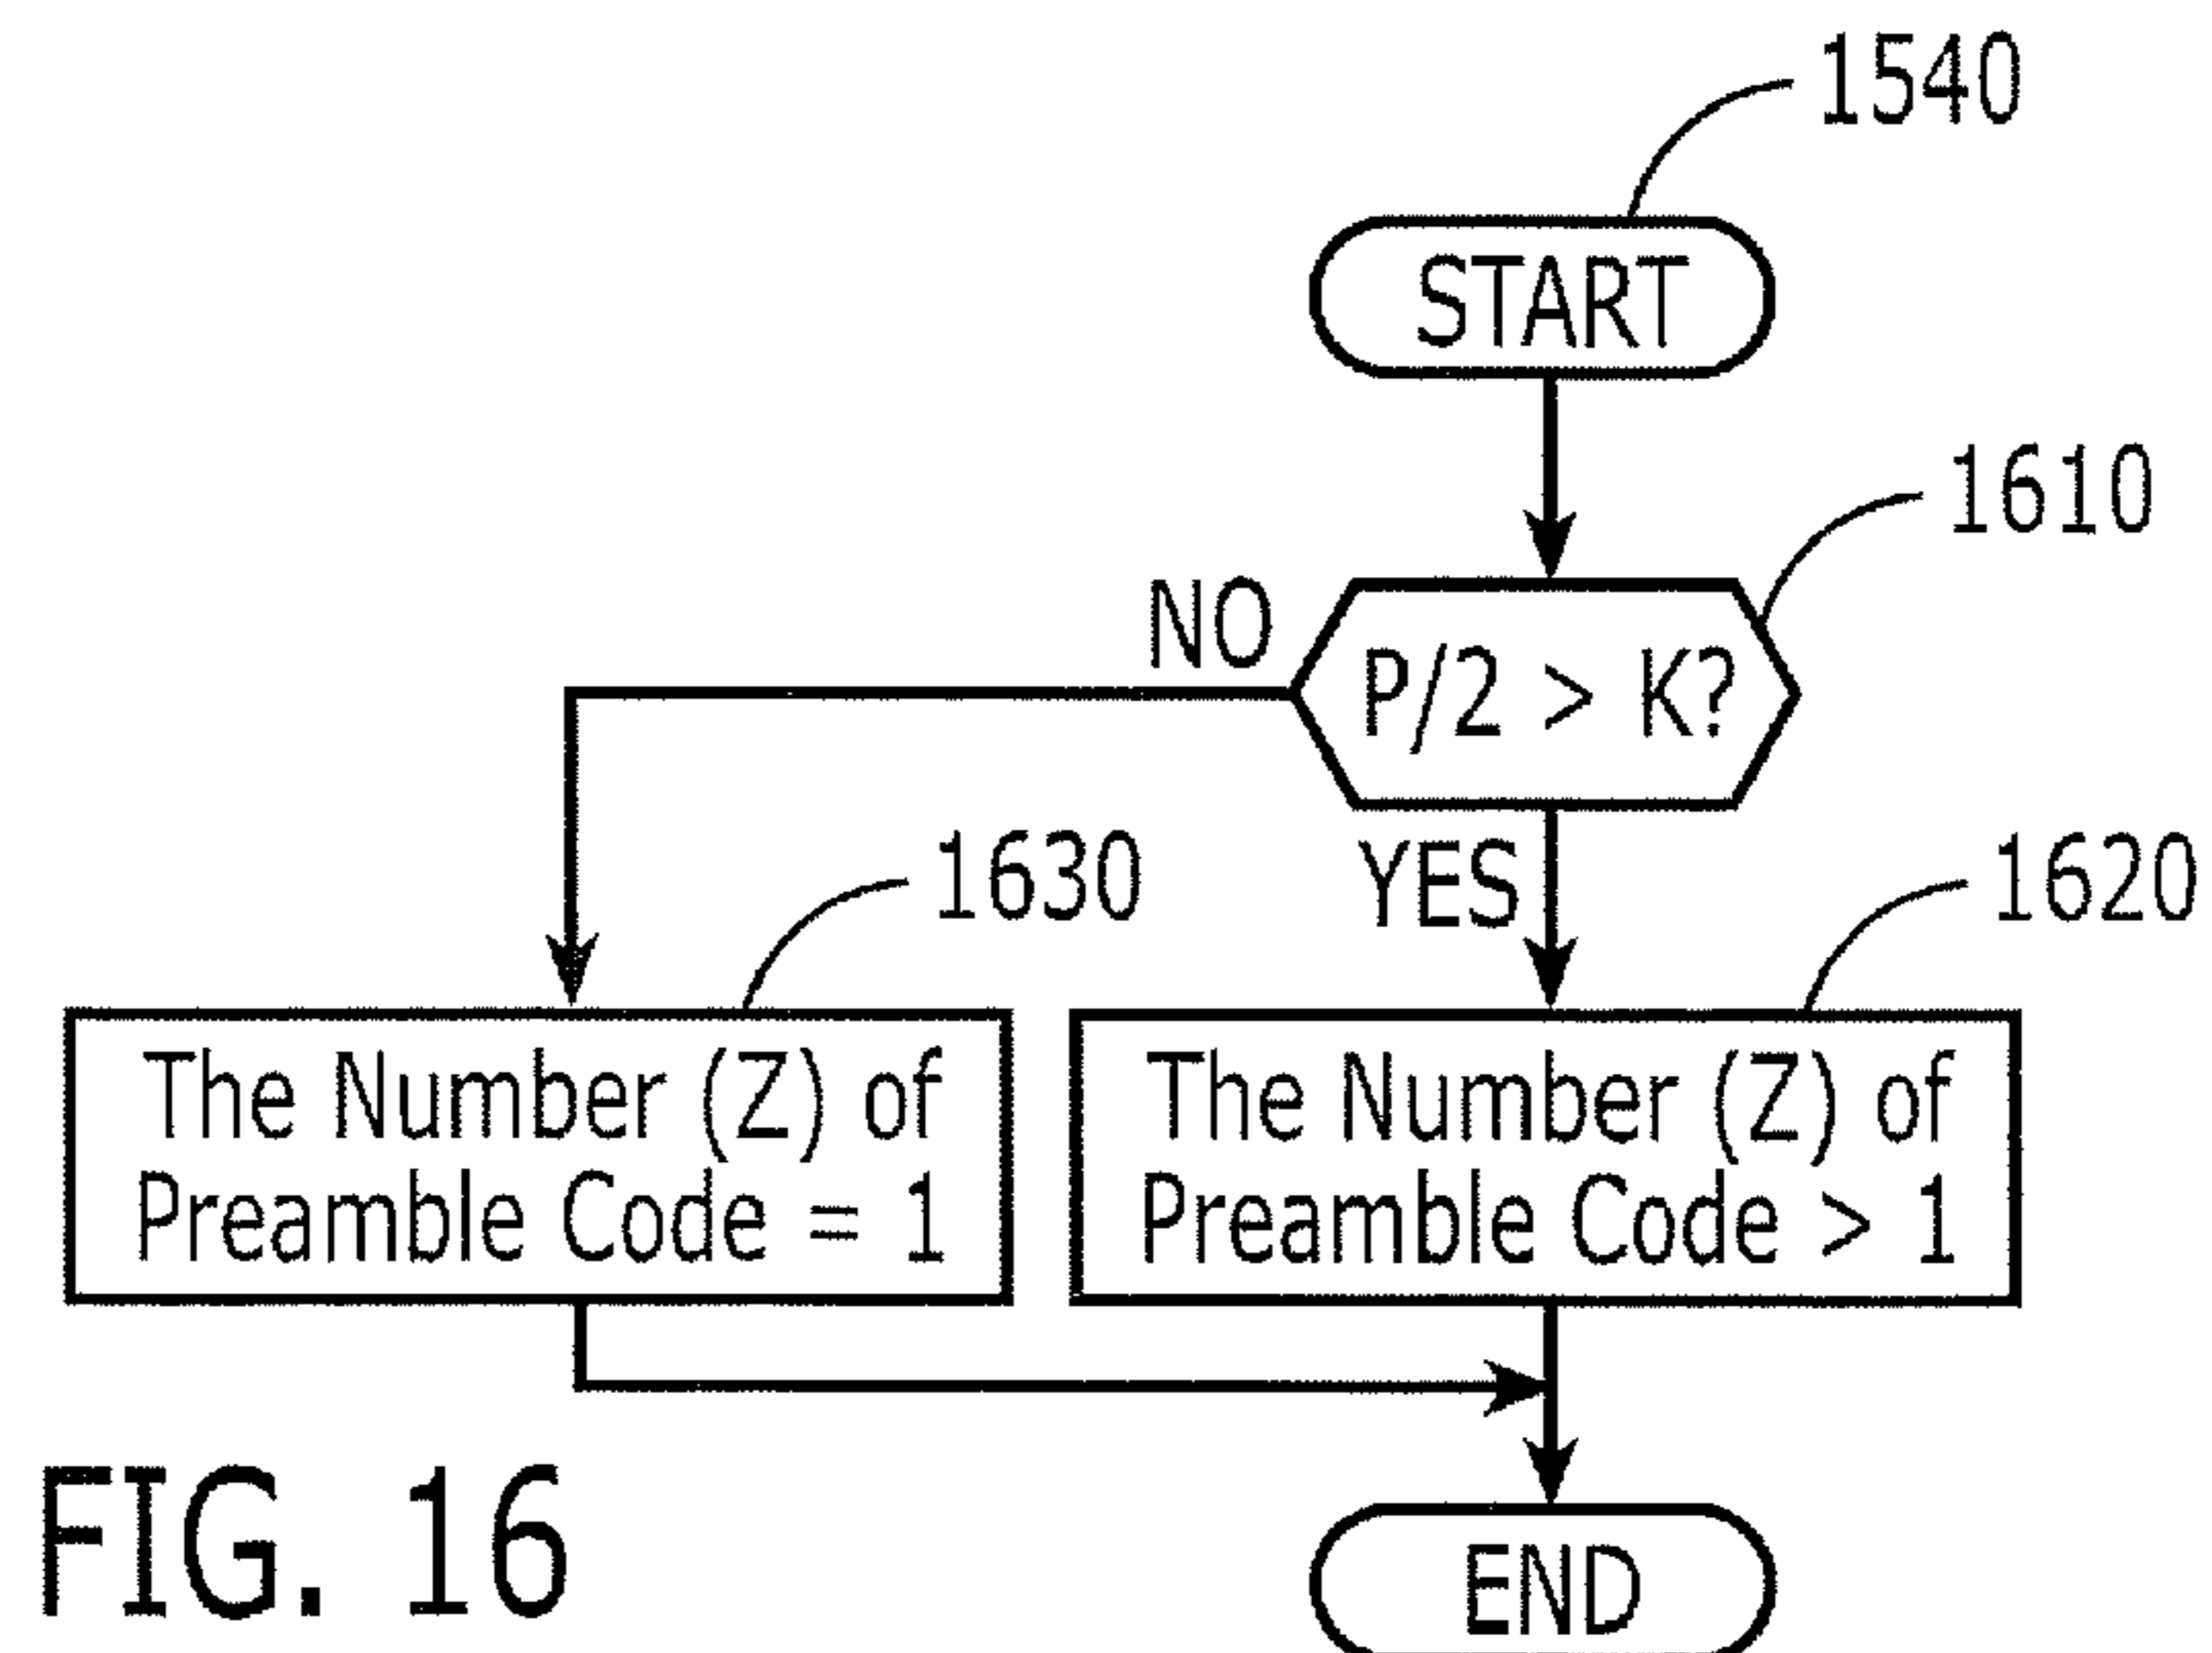 1540
START
1610
NO
P/2 > K?
YES
1630
1620
The Number (Z) of
Preamble Code = 1
The Number (Z) of
Preamble Code > 1
FIG. 16
END